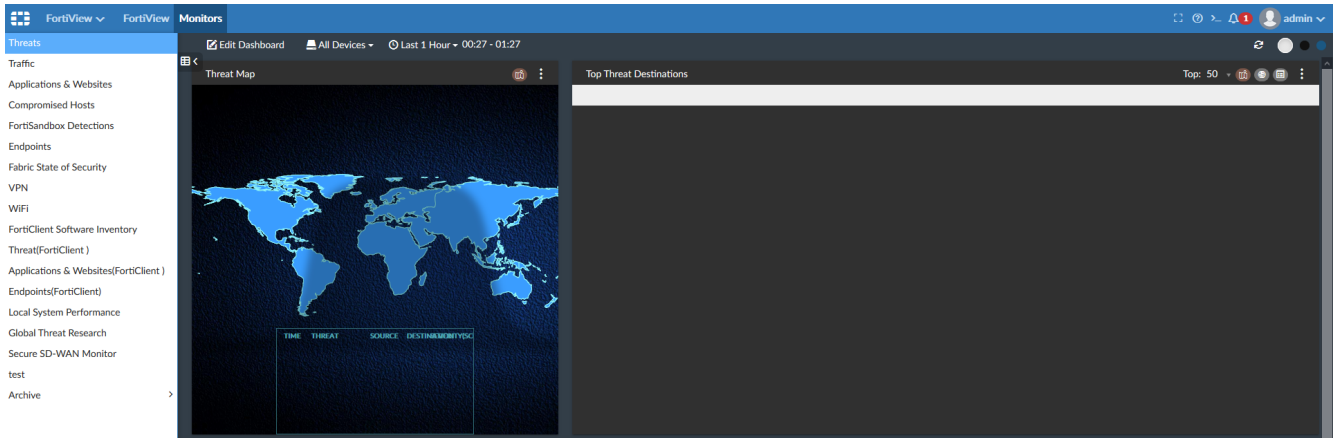 FortiView FortiView Monitors 1 admin
Threats
Traffic
Applications & Websites
Compromised Hosts
FortiSandbox Detections
Endpoints
Fabric State of Security
VPN
WiFi
FortiClient Software Inventory
Threat(FortiClient )
Applications & Websites(FortiClient )
Endpoints(FortiClient)
Local System Performance
Global Threat Research
Secure SD-WAN Monitor
test
Archive
Edit Dashboard All Devices Last 1 Hour 00:27 - 01:27
Threat Map
TIME THREAT SOURCE
Top Threat Destinations Top: 50